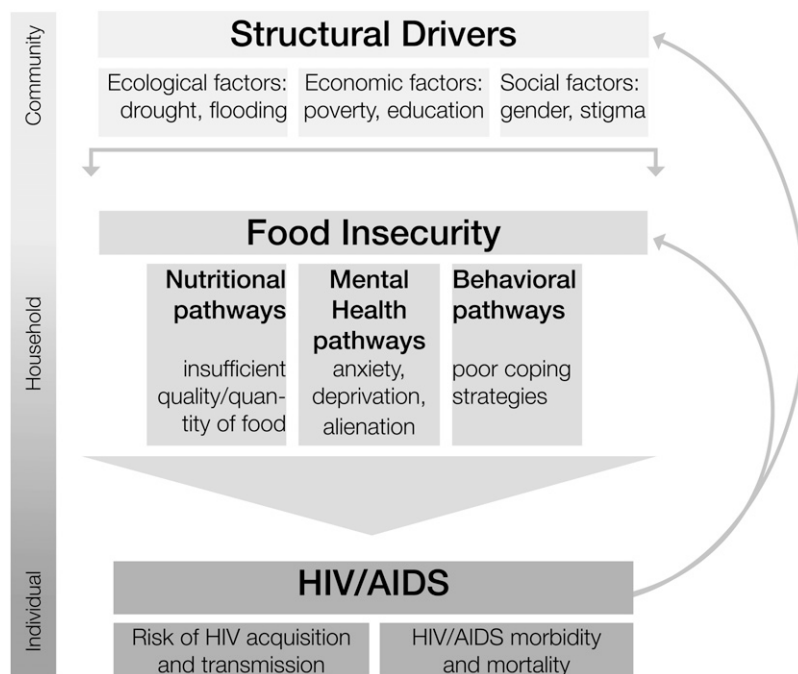 Community
Structural Drivers
Ecological factors:
drought, flooding
Economic factors:
poverty, education
Social factors:
gender, stigma
Household
Food Insecurity
Nutritional
pathways
insufficient
quality/quan-
tity of food
Mental
Health
pathways
anxiety,
deprivation,
alienation
Behavioral
pathways
poor coping
strategies
Individual
HIV/AIDS
Risk of HIV acquisition
and transmission
HIV/AIDS morbidity
and mortality